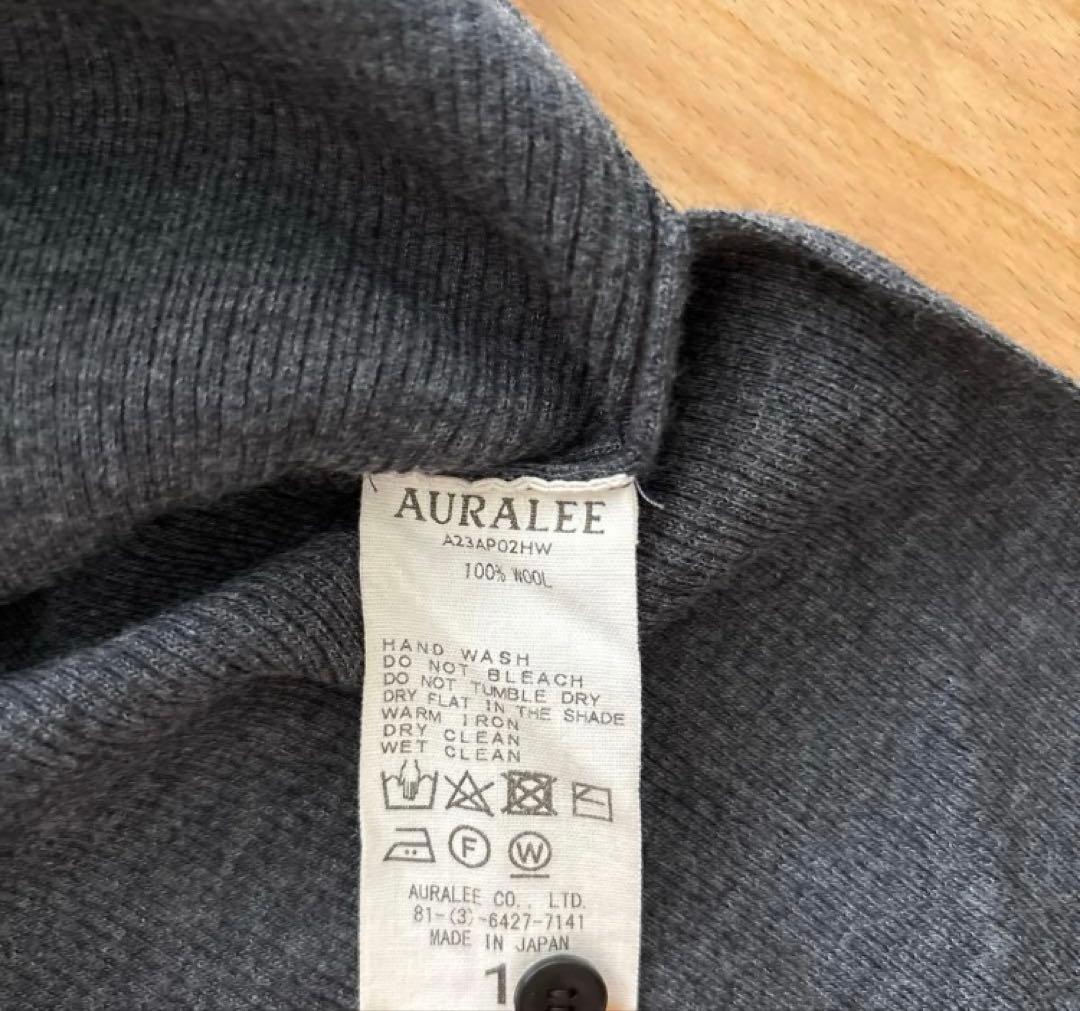 AURALEE
A23AP02HW
100% WOOL
HAND WASH
DO NOT BLEACH
DO NOT TUMBLE DRY
DRY FLAT IN THE SHADE
WARM IRON
DRY CLEAN
WET CLEAN
F W
AURALEE CO., LTD.
81-(3)-6427-7141
MADE IN JAPAN
1